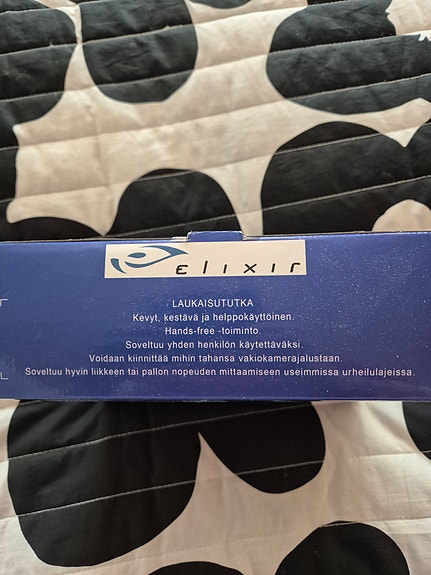 elixir
LAUKAISUTUTKA
Kevyt, kestävä ja helppokäyttöinen.
Hands-free -toiminto.
Soveltuu yhden henkilön käytettäväksi.
Voidaan kiinnittää mihin tahansa vakiokamerajalustaan.
Soveltuu hyvin liikkeen tai pallon nopeuden mittaamiseen useimmissa urheilulajeissa.